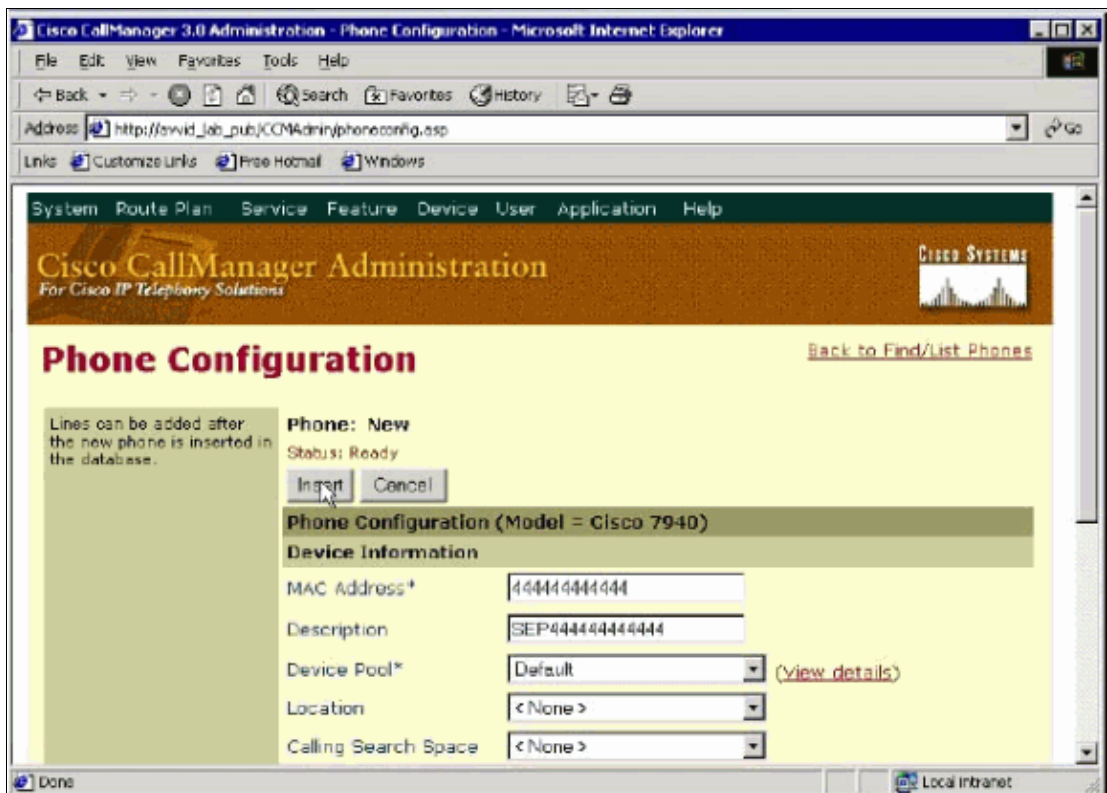 Cisco CallManager 3.0 Administration - Phone Configuration - Microsoft Internet Explorer
File Edit View Favorites Tools Help
Back Search Favorites History
Address http://avvid_lab_pub/CCMAdmin/phoneconfig.asp Go
Links Customize Links Free Hotmail Windows
System Route Plan Service Feature Device User Application Help
Cisco CallManager Administration
For Cisco IP Telephony Solutions
CISCO SYSTEMS
Phone Configuration
Back to Find/List Phones
Lines can be added after
the new phone is inserted in
the database.
Phone: New
Status: Ready
Insert Cancel
Phone Configuration (Model = Cisco 7940)
Device Information
MAC Address* 444444444444
Description SEP444444444444
Device Pool* Default (View details)
Location < None >
Calling Search Space < None >
Done Local intranet